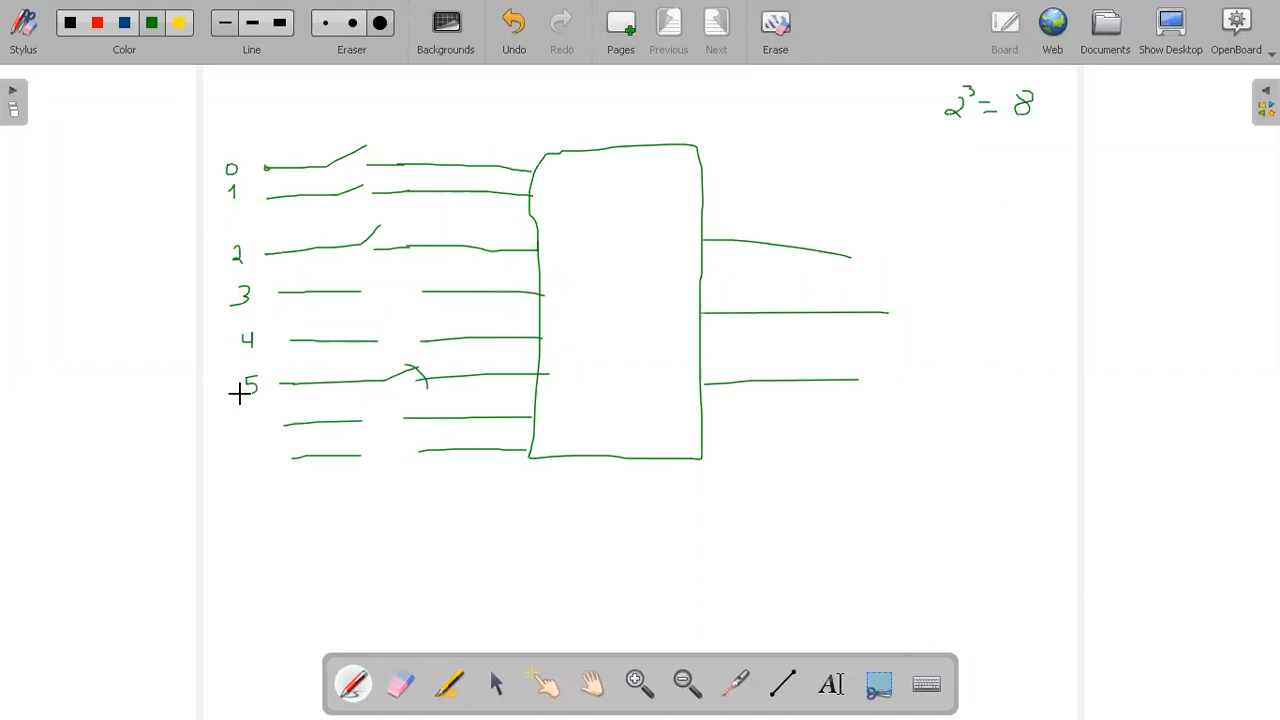 Stylus Color Line Eraser Backgrounds Undo Redo Pages Previous Next Erase Board Web Documents Show Desktop OpenBoard
2³ = 8
0
1
2
3
4
5
AI